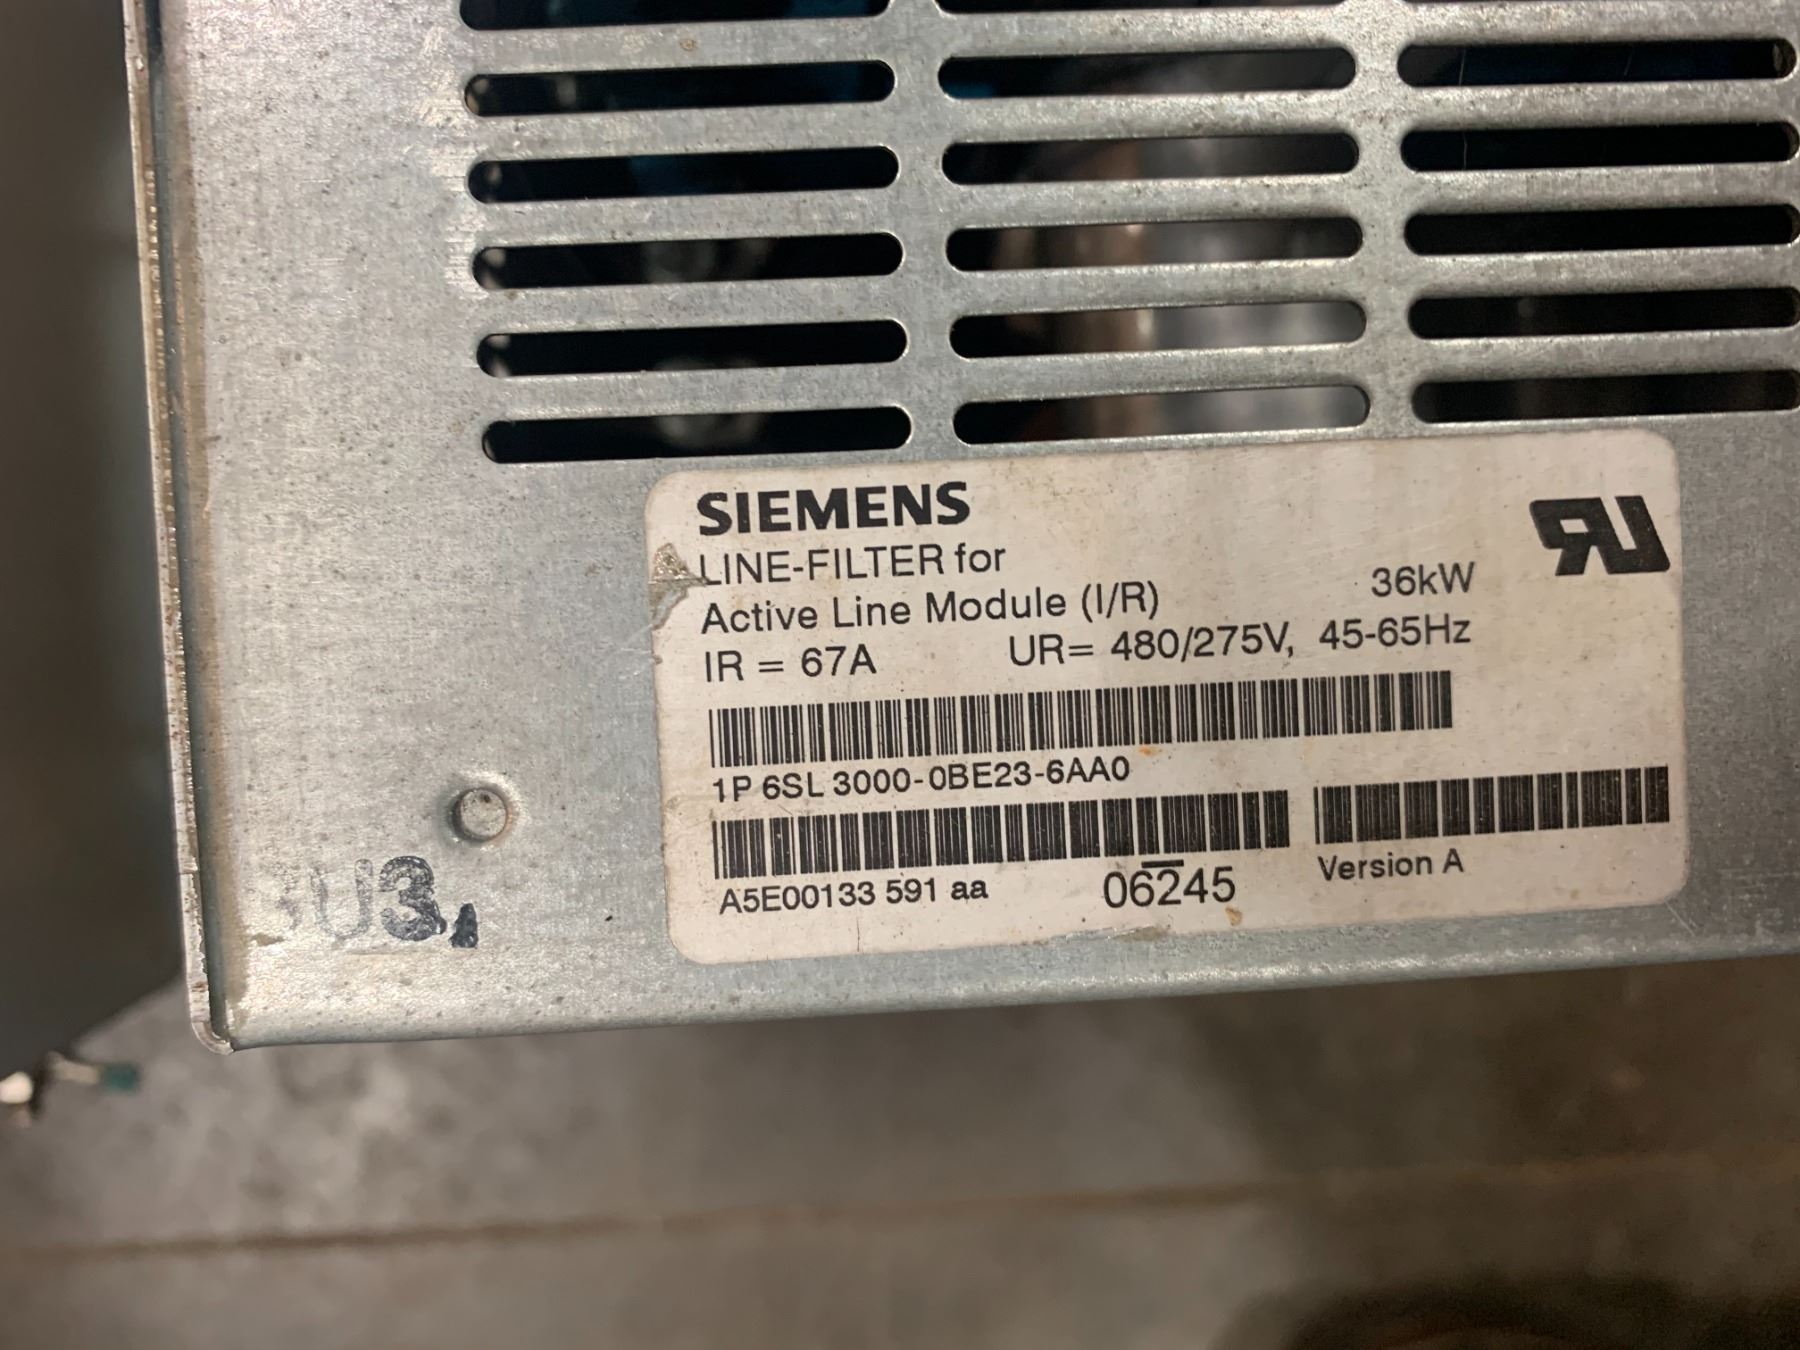 SIEMENS
LINE-FILTER for
Active Line Module (I/R) 36kW
IR = 67A UR= 480/275V, 45-65Hz
1P 6SL 3000-0BE23-6AA0
A5E00133 591 aa 06245 Version A
U3